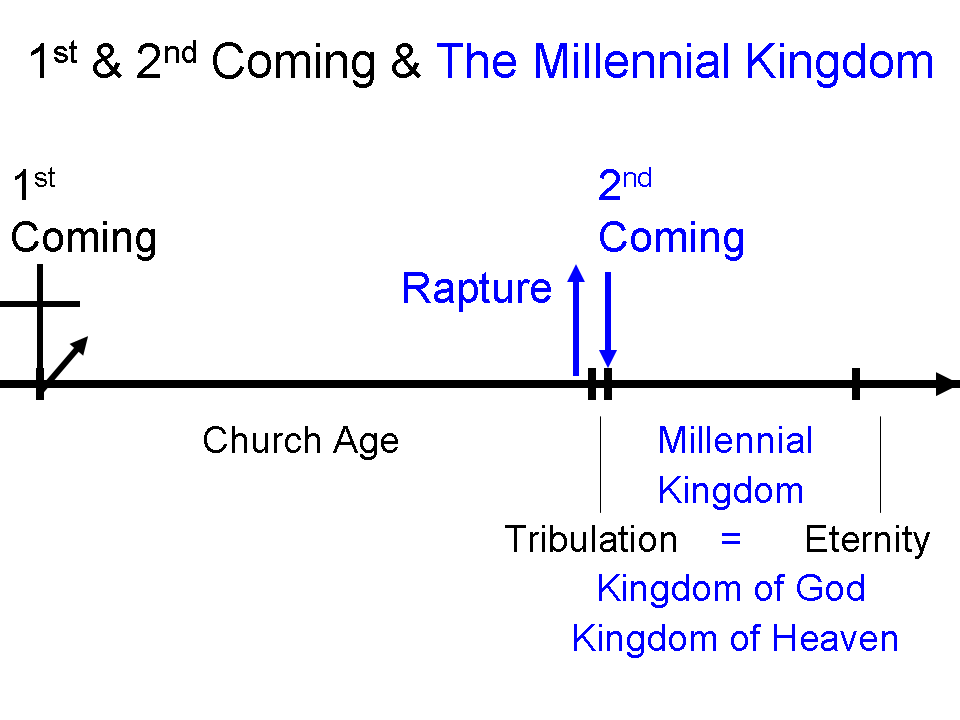 1st & 2nd Coming & The Millennial Kingdom
1st
Coming
2nd
Coming
Rapture
Church Age
Millennial
Kingdom
Tribulation = Eternity
Kingdom of God
Kingdom of Heaven